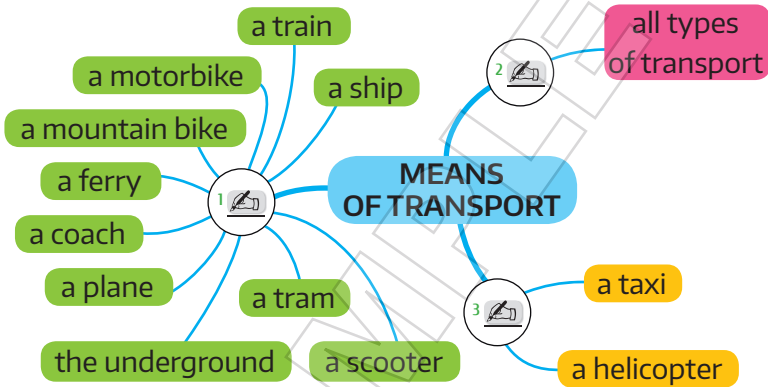 a train
a motorbike
a ship
a mountain bike
a ferry
a coach
a plane
the underground
a tram
a scooter
1
MEANS
OF TRANSPORT
2
all types
of transport
3
a taxi
a helicopter